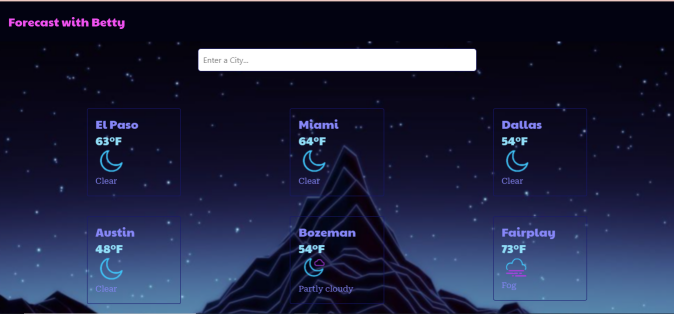 Forecast with Betty
Enter a City...
El Paso
63°F
Clear
Miami
64°F
Clear
Dallas
54°F
Clear
Austin
48°F
Clear
Bozeman
54°F
Partly cloudy
Fairplay
73°F
Fog